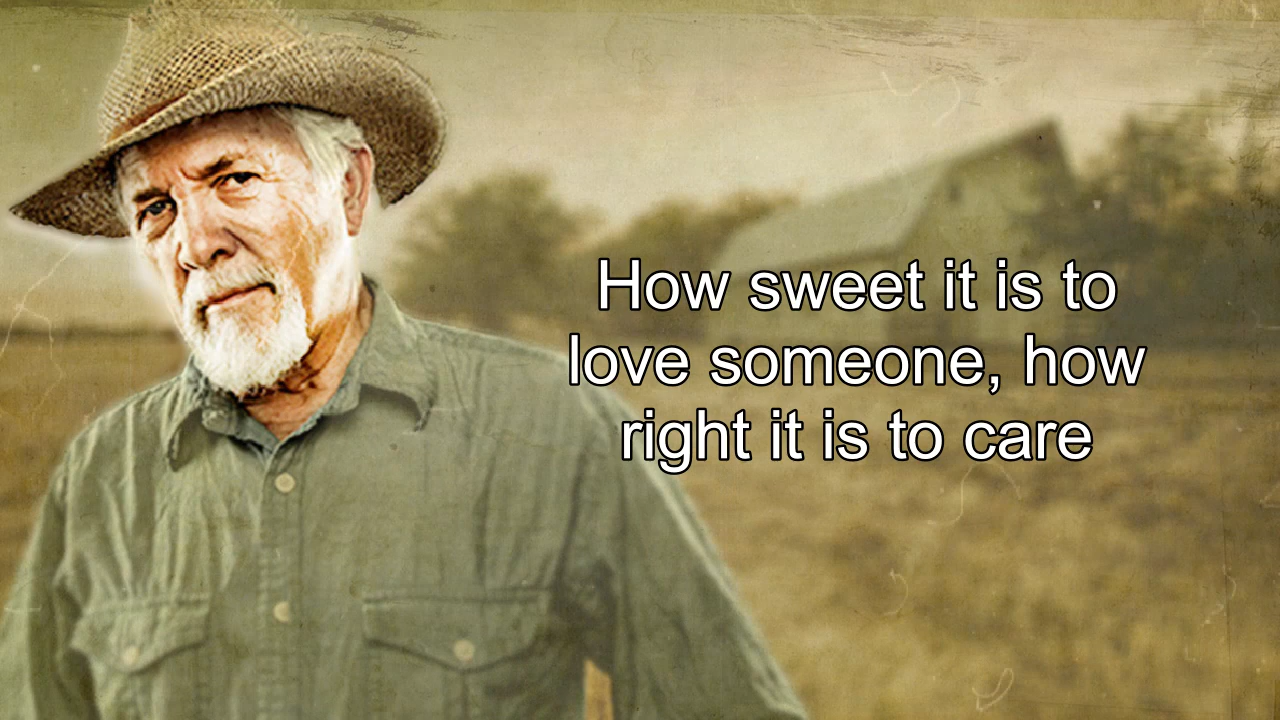 How sweet it is to
love someone, how
right it is to care